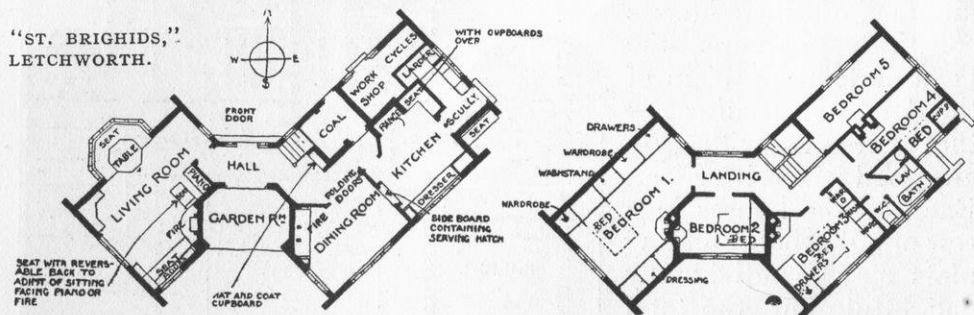 "ST. BRIGHIDS,"
LETCHWORTH.
N
W E
S
WITH CUPBOARDS
OVER
FRONT
DOOR
HALL
COAL
WORK
SHOP
CYCLES
LARDER
SEAT
RANGE
SCULLY
SEAT
KITCHEN
DRESSER
SEAT
TABLE
LIVING ROOM
PIANO
FIRE
SEAT
GARDEN RM
FOLDING
DOORS
FIRE
DINING ROOM
SIDE BOARD
CONTAINING
SERVING HATCH
SEAT WITH REVERS-
ABLE BACK TO
ADMIT OF SITTING
FACING PIANO OR
FIRE
HAT AND COAT
CUPBOARD
DRAWERS
WARDROBE
WASHSTAND
WARDROBE
BED
BEDROOM 1.
DRESSING
LANDING
BEDROOM 2
BED
BEDROOM 5
BEDROOM 4
BED
LAV
BATH
W.C.
BEDROOM 3
BED
DRAWERS